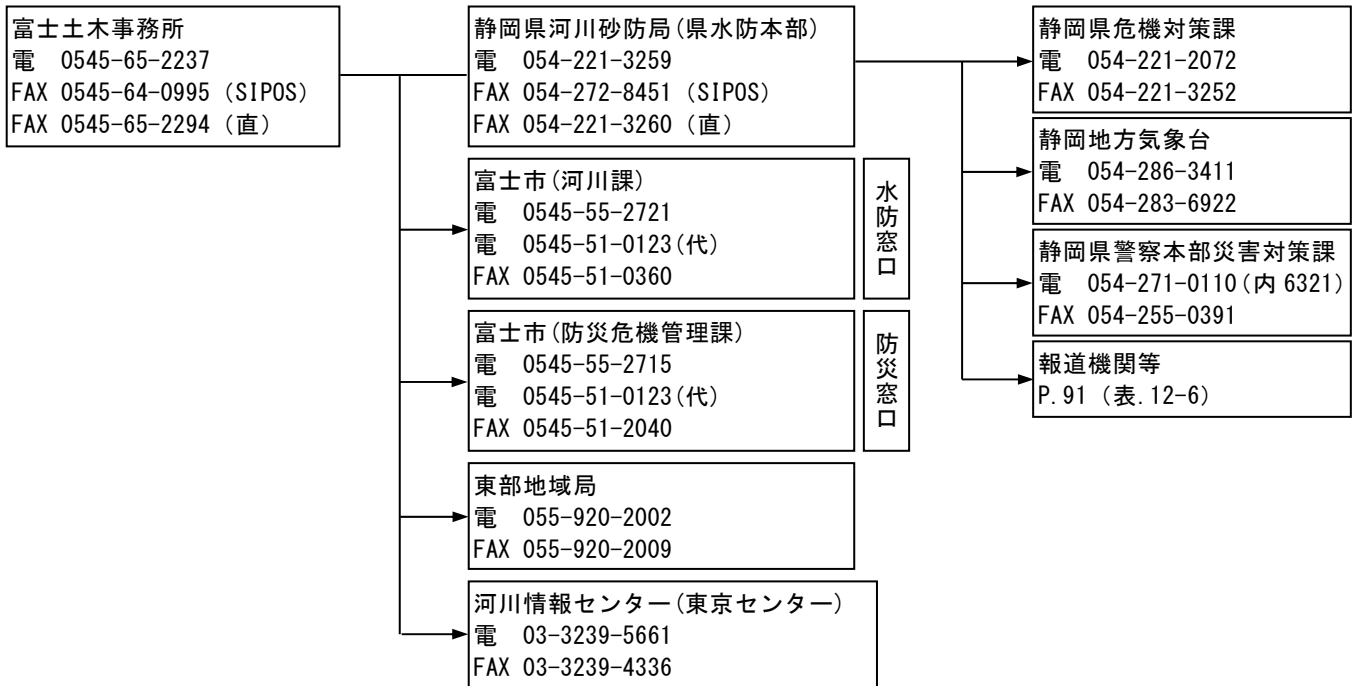 富士土木事務所
電 0545-65-2237
FAX 0545-64-0995 (SIPOS)
FAX 0545-65-2294 (直)
静岡県河川砂防局(県水防本部)
電 054-221-3259
FAX 054-272-8451 (SIPOS)
FAX 054-221-3260 (直)
富士市(河川課)
電 0545-55-2721
電 0545-51-0123(代)
FAX 0545-51-0360
水防窓口
富士市(防災危機管理課)
電 0545-55-2715
電 0545-51-0123(代)
FAX 0545-51-2040
防災窓口
東部地域局
電 055-920-2002
FAX 055-920-2009
河川情報センター(東京センター)
電 03-3239-5661
FAX 03-3239-4336
静岡県危機対策課
電 054-221-2072
FAX 054-221-3252
静岡地方気象台
電 054-286-3411
FAX 054-283-6922
静岡県警察本部災害対策課
電 054-271-0110(内 6321)
FAX 054-255-0391
報道機関等
P.91 (表.12-6)